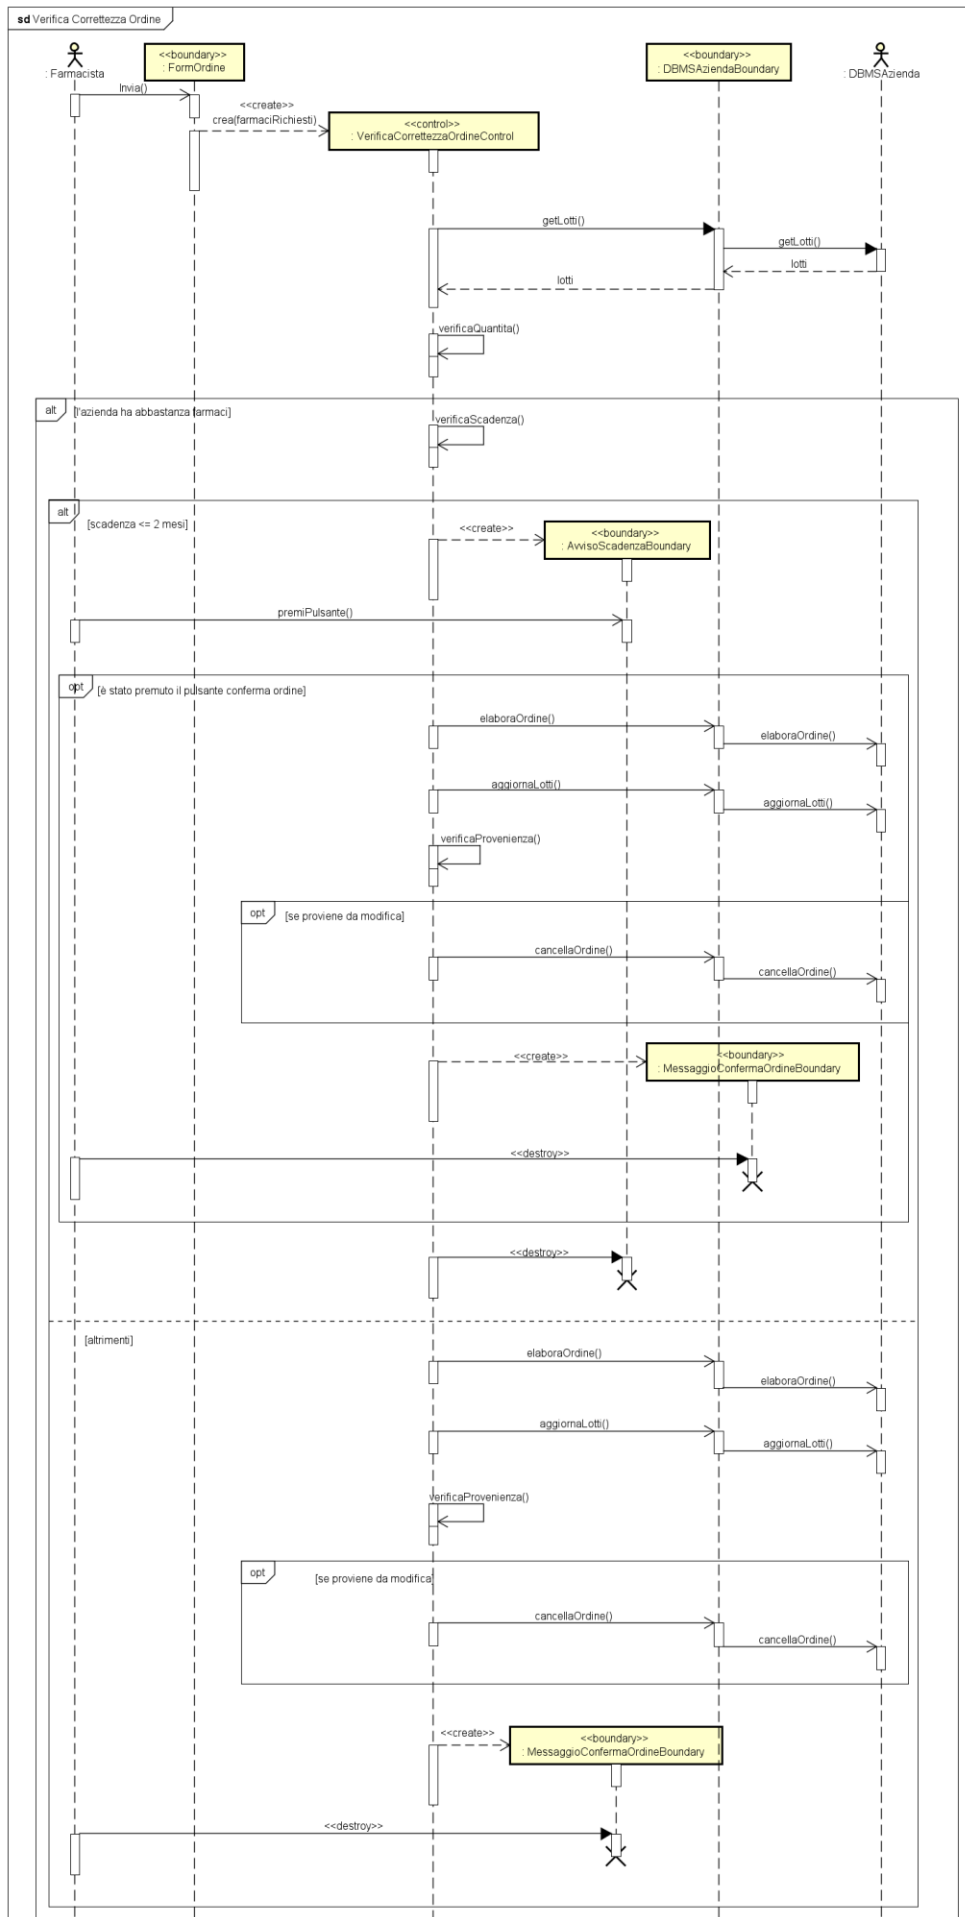 sd Verifica Correttezza Ordine
: Farmacista
<<boundary>>
: FormOrdine
<<boundary>>
: DBMSAziendaBoundary
: DBMSAzienda
Invia()
<<create>>
crea(farmaciRichiesti)
<<control>>
: VerificaCorrettezzaOrdineControl
getLotti()
getLotti()
lotti
lotti
verificaQuantita()
alt
[l'azienda ha abbastanza farmaci]
verificaScadenza()
alt
[scadenza <= 2 mesi]
<<create>>
<<boundary>>
: AvvisoScadenzaBoundary
premiPulsante()
opt
[è stato premuto il pulsante conferma ordine]
elaboraOrdine()
elaboraOrdine()
aggiornaLotti()
aggiornaLotti()
verificaProvenienza()
opt
[se proviene da modifica]
cancellaOrdine()
cancellaOrdine()
<<create>>
<<boundary>>
: MessaggioConfermaOrdineBoundary
<<destroy>>
<<destroy>>
[altrimenti]
elaboraOrdine()
elaboraOrdine()
aggiornaLotti()
aggiornaLotti()
verificaProvenienza()
opt
[se proviene da modifica]
cancellaOrdine()
cancellaOrdine()
<<create>>
<<boundary>>
: MessaggioConfermaOrdineBoundary
<<destroy>>